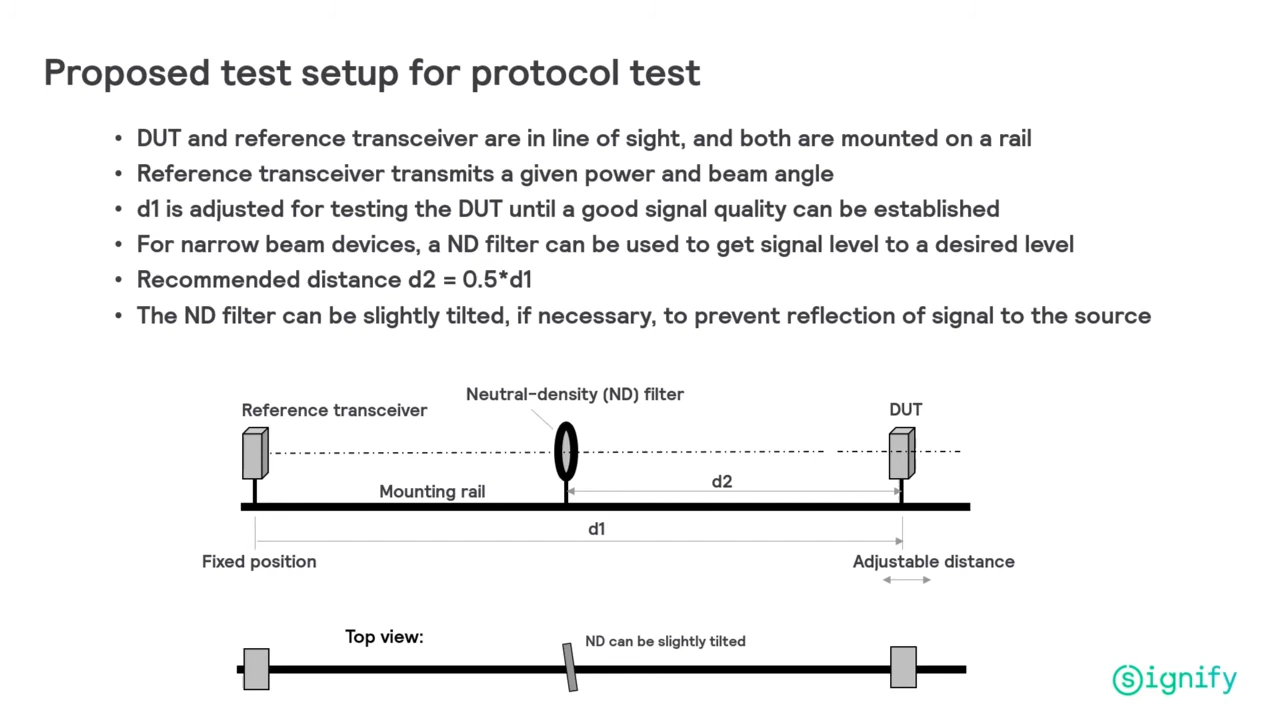 Proposed test setup for protocol test
• DUT and reference transceiver are in line of sight, and both are mounted on a rail
• Reference transceiver transmits a given power and beam angle
• d1 is adjusted for testing the DUT until a good signal quality can be established
• For narrow beam devices, a ND filter can be used to get signal level to a desired level
• Recommended distance d2 = 0.5*d1
• The ND filter can be slightly tilted, if necessary, to prevent reflection of signal to the source
Neutral-density (ND) filter
Reference transceiver
DUT
d2
Mounting rail
d1
Fixed position
Adjustable distance
Top view:
ND can be slightly tilted
signify